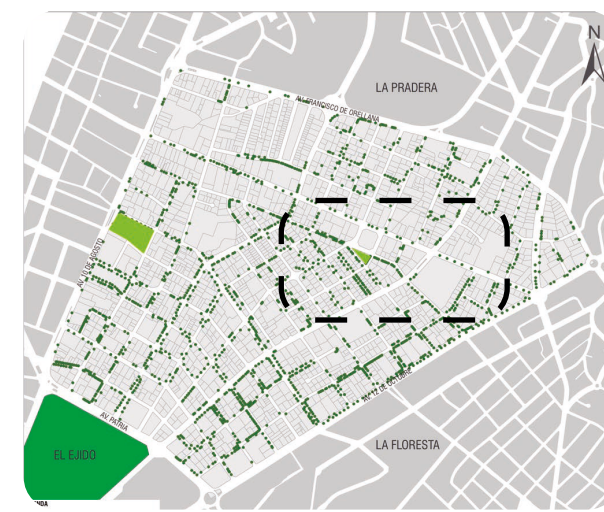 N
LA PRADERA
AV. FRANCISCO DE ORELLANA
AV. 10 DE AGOSTO
AV. 12 DE OCTUBRE
AV. PATRIA
LA FLORESTA
EL EJIDO